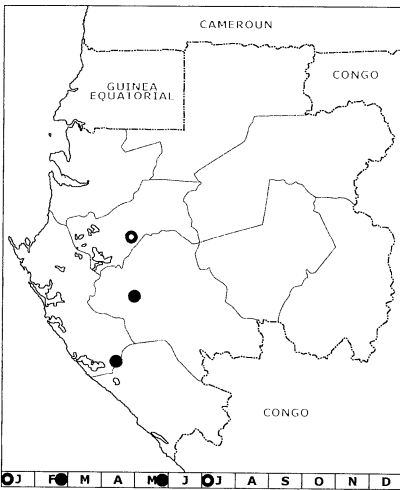 CAMEROUN
CONGO
GUINEA
EQUATORIAL
CONGO
J F M A M J J A S O N D